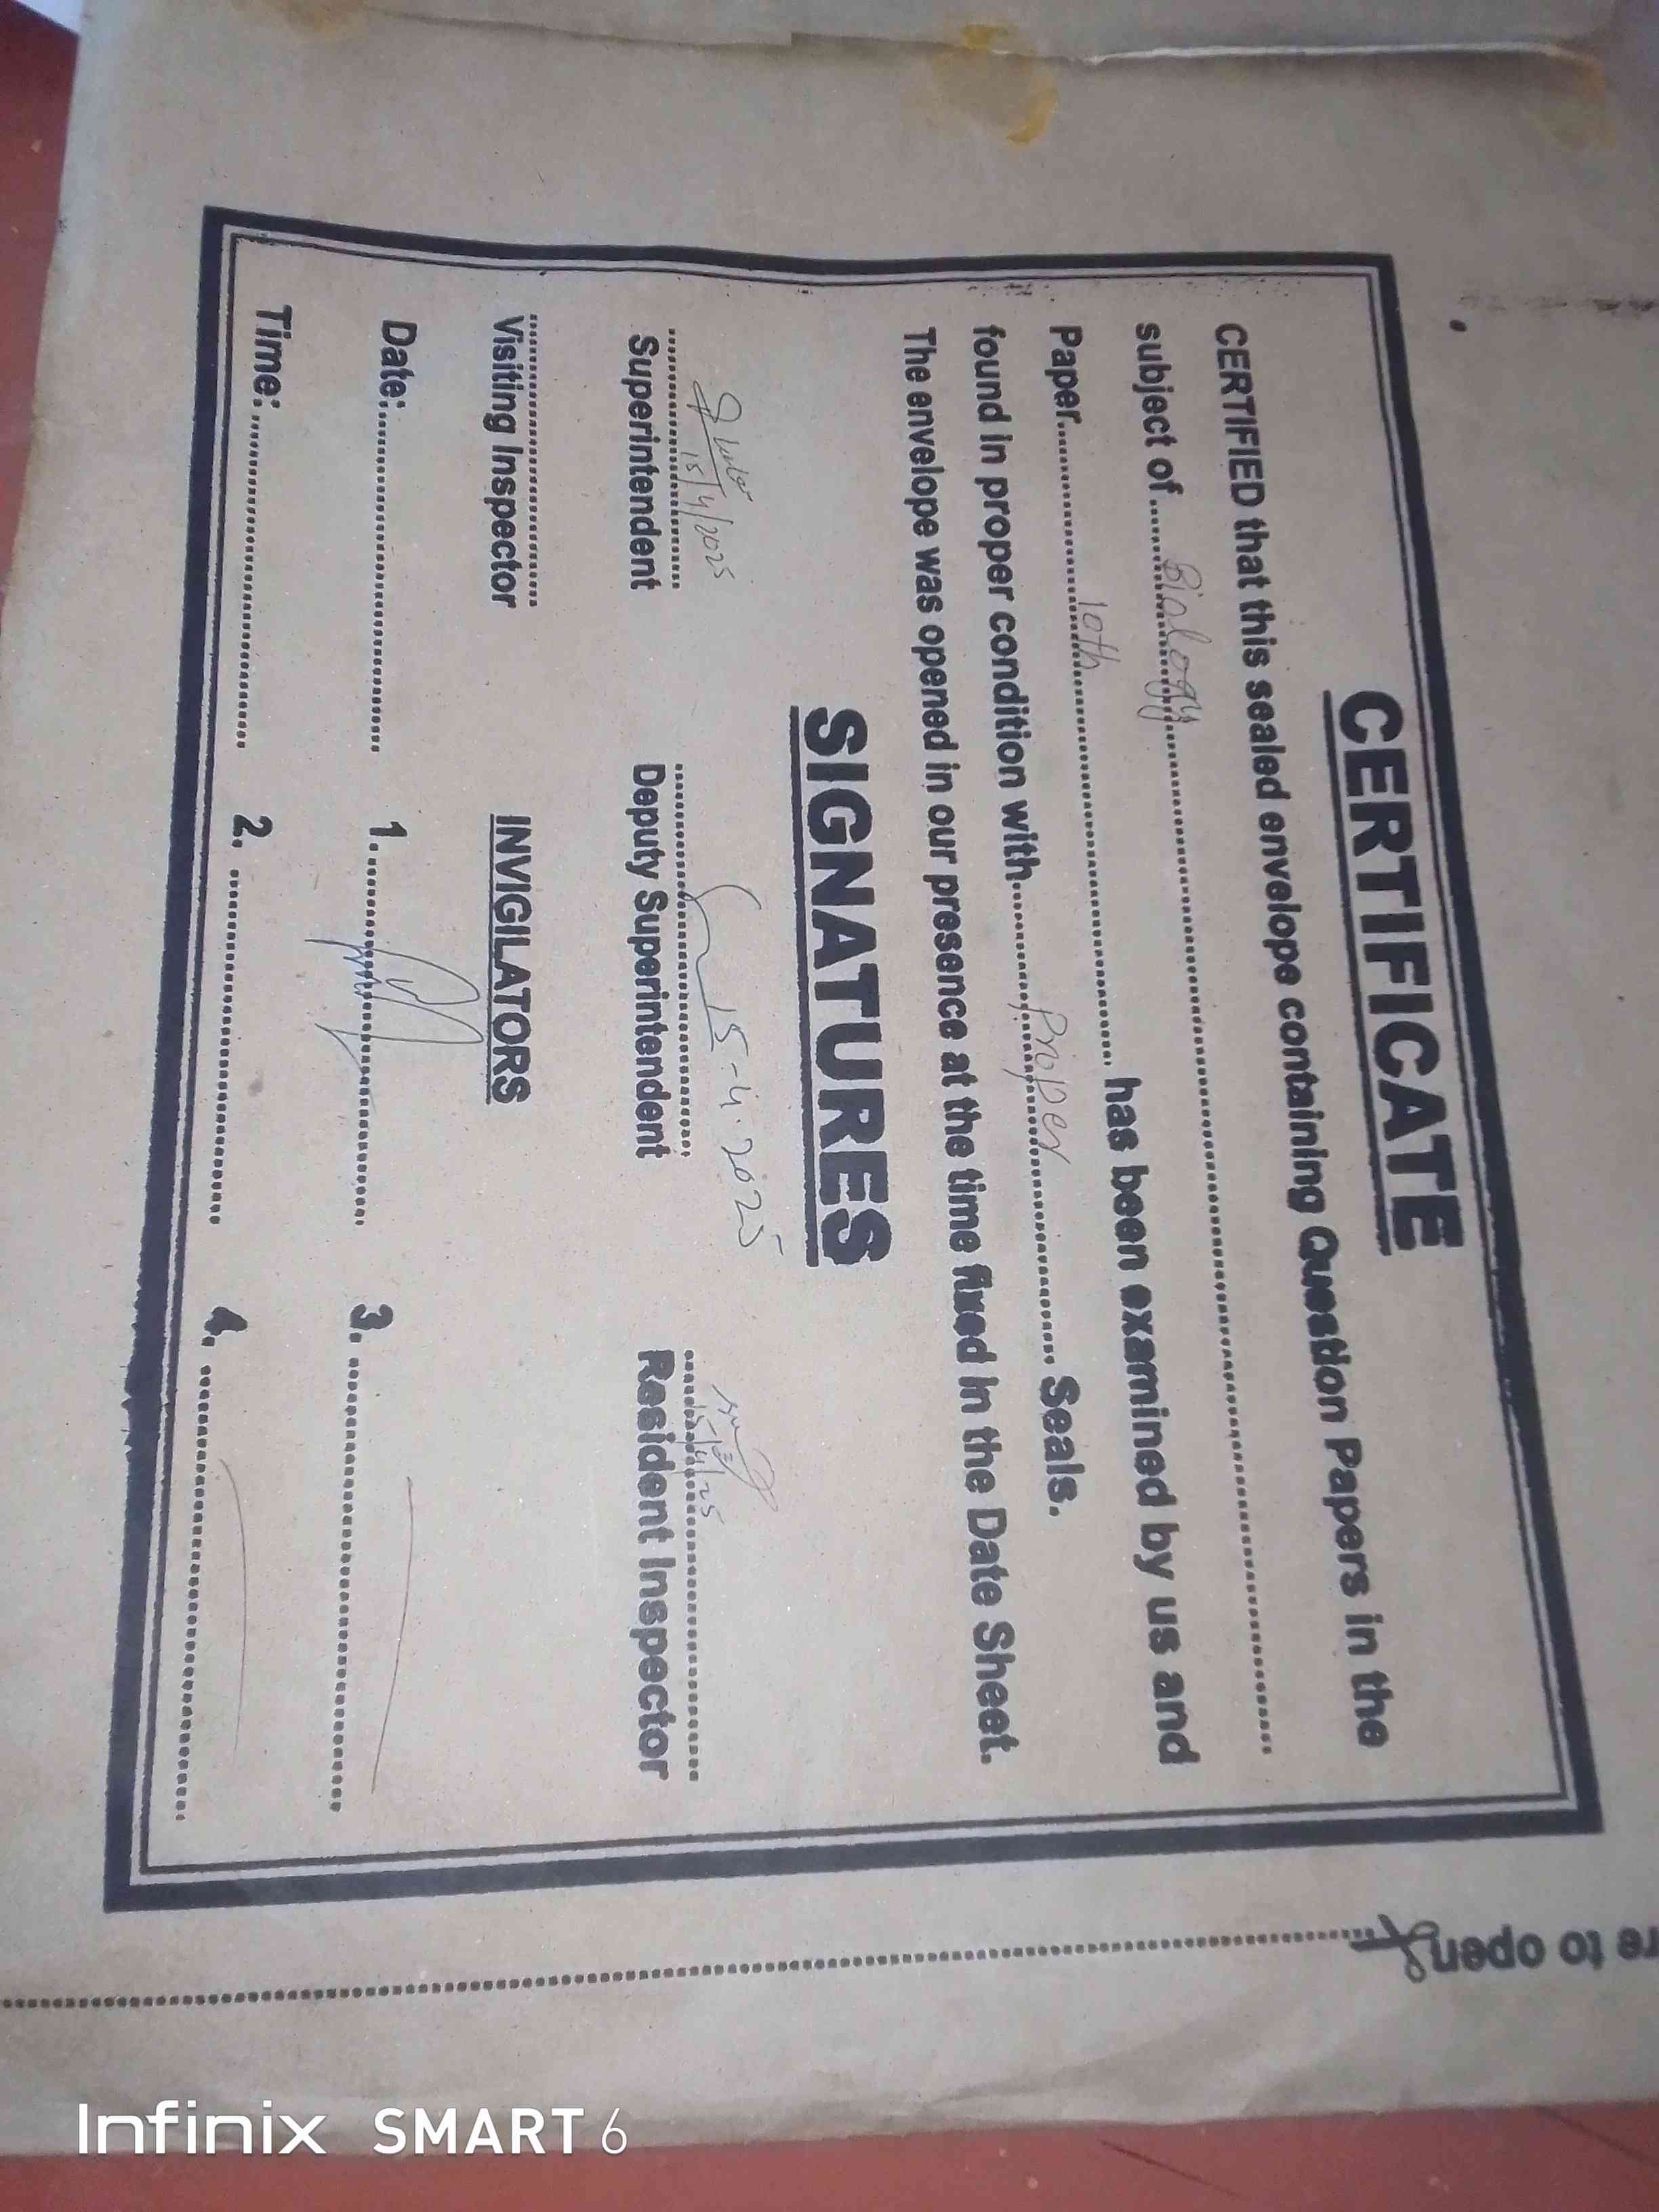 CERTIFICATE
CERTIFIED that this sealed envelope containing Question Papers in the
subject of Biology
Paper 10th has been examined by us and
found in proper condition with Proper Seals.
The envelope was opened in our presence at the time fixed in the Date Sheet.
SIGNATURES
15/4/2025 15-4-2025 15/4/25
Superintendent Deputy Superintendent Resident Inspector
Visiting Inspector INVIGILATORS
Date: 1. 3.
Time: 2. 4.
re to open
Infinix SMART 6